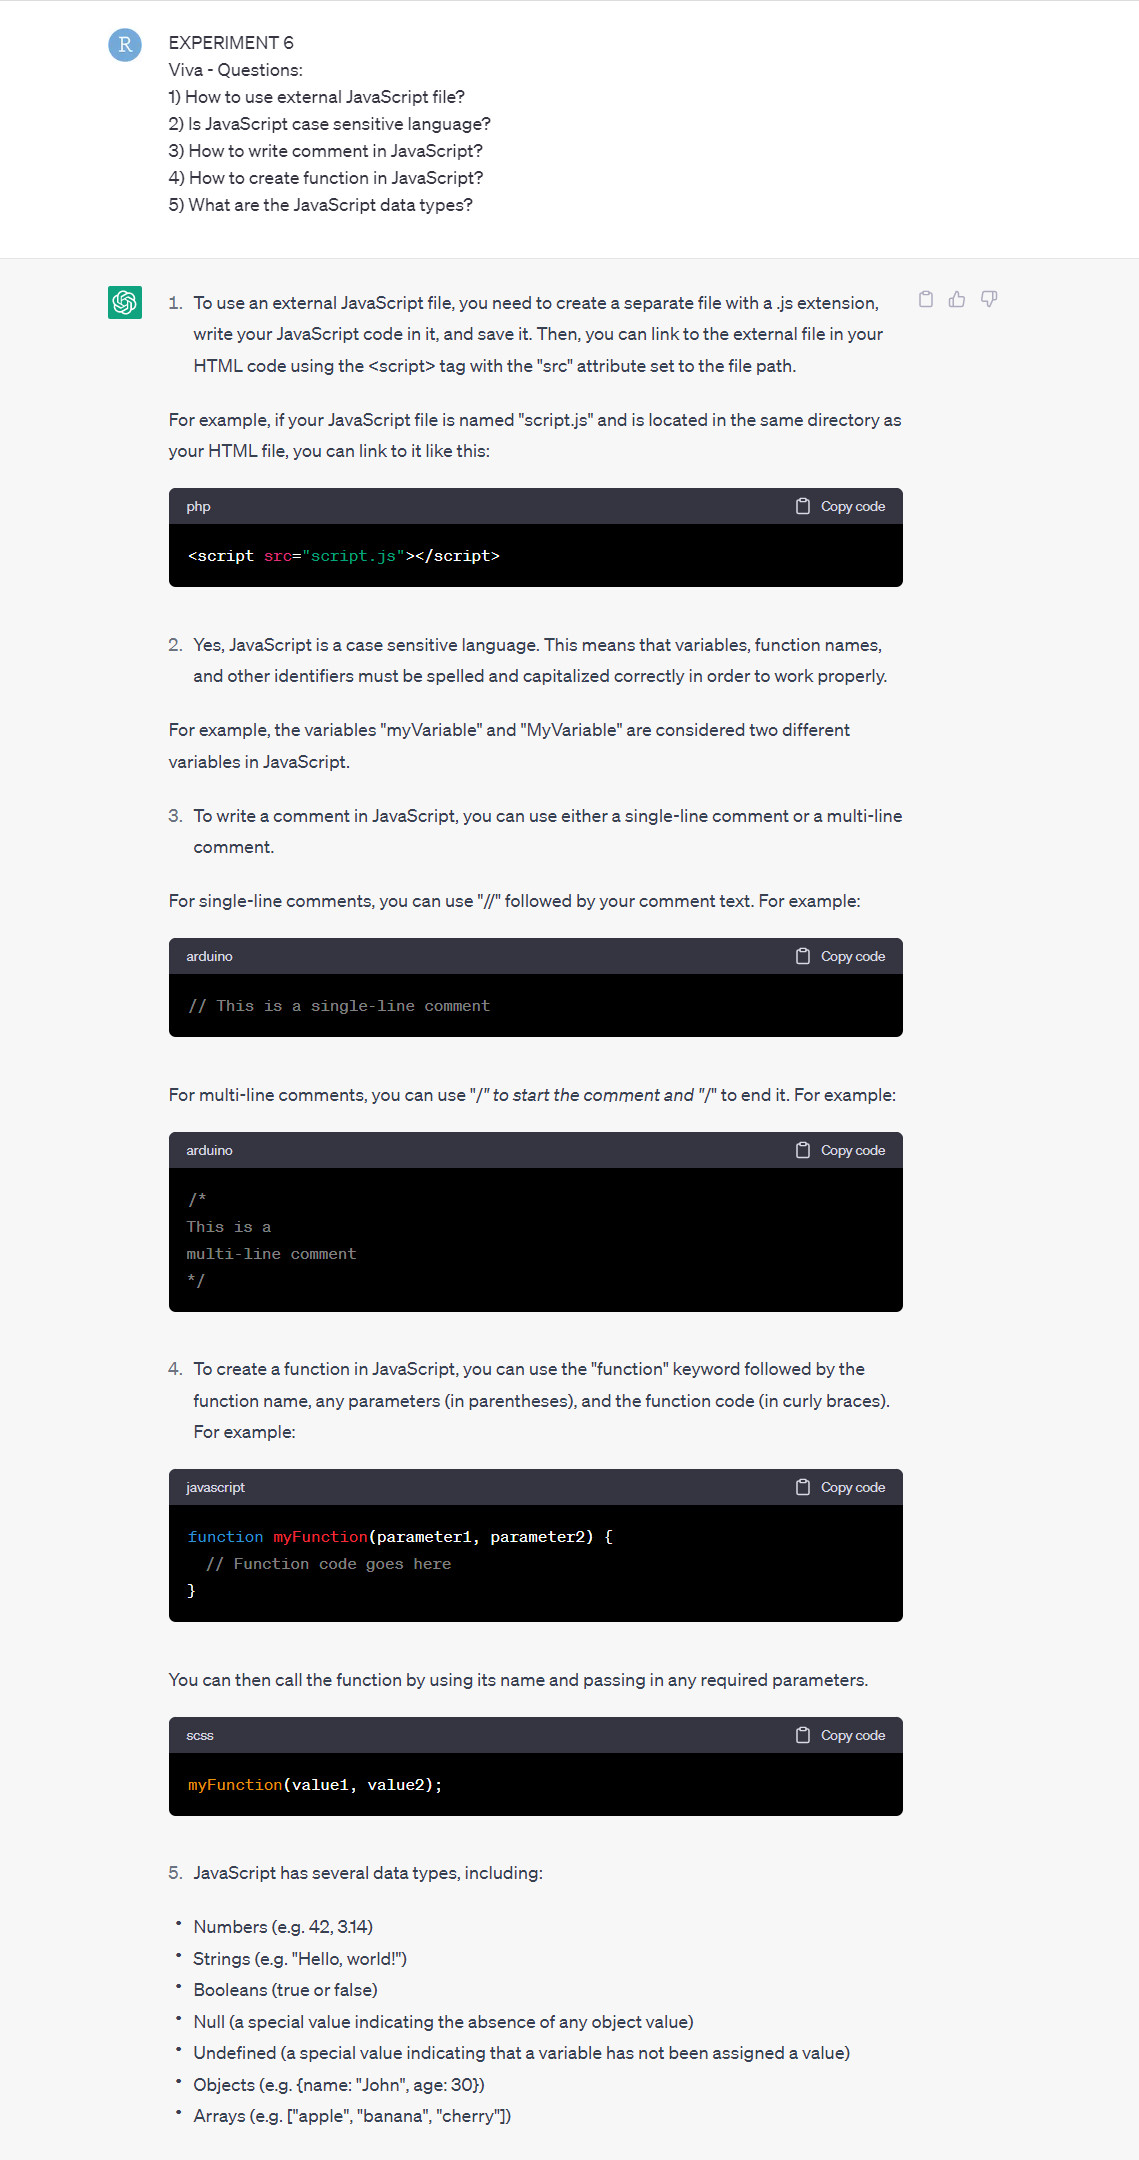 R
EXPERIMENT 6
Viva - Questions:
1) How to use external JavaScript file?
2) Is JavaScript case sensitive language?
3) How to write comment in JavaScript?
4) How to create function in JavaScript?
5) What are the JavaScript data types?
1. To use an external JavaScript file, you need to create a separate file with a .js extension,
write your JavaScript code in it, and save it. Then, you can link to the external file in your
HTML code using the <script> tag with the "src" attribute set to the file path.
For example, if your JavaScript file is named "script.js" and is located in the same directory as
your HTML file, you can link to it like this:
php Copy code
<script src="script.js"></script>
2. Yes, JavaScript is a case sensitive language. This means that variables, function names,
and other identifiers must be spelled and capitalized correctly in order to work properly.
For example, the variables "myVariable" and "MyVariable" are considered two different
variables in JavaScript.
3. To write a comment in JavaScript, you can use either a single-line comment or a multi-line
comment.
For single-line comments, you can use "//" followed by your comment text. For example:
arduino Copy code
// This is a single-line comment
For multi-line comments, you can use "/" to start the comment and "/" to end it. For example:
arduino Copy code
/*
This is a
multi-line comment
*/
4. To create a function in JavaScript, you can use the "function" keyword followed by the
function name, any parameters (in parentheses), and the function code (in curly braces).
For example:
javascript Copy code
function myFunction(parameter1, parameter2) {
// Function code goes here
}
You can then call the function by using its name and passing in any required parameters.
scss Copy code
myFunction(value1, value2);
5. JavaScript has several data types, including:
• Numbers (e.g. 42, 3.14)
• Strings (e.g. "Hello, world!")
• Booleans (true or false)
• Null (a special value indicating the absence of any object value)
• Undefined (a special value indicating that a variable has not been assigned a value)
• Objects (e.g. {name: "John", age: 30})
• Arrays (e.g. ["apple", "banana", "cherry"])